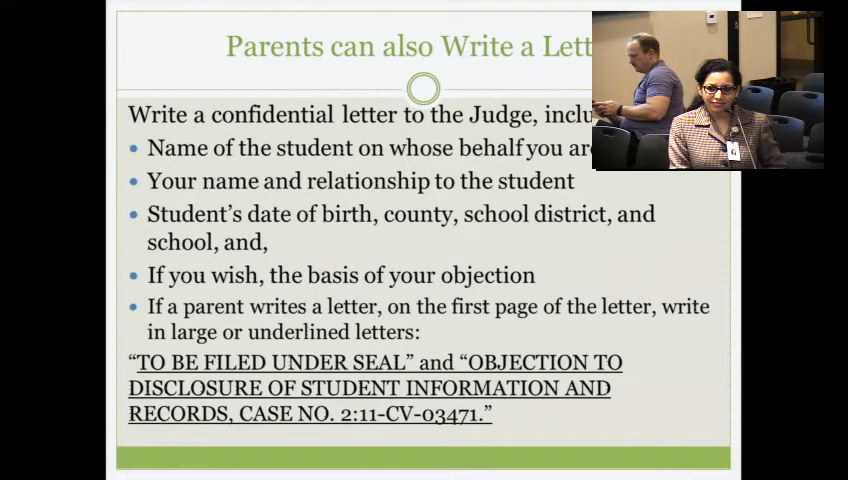 Parents can also Write a Lett
Write a confidential letter to the Judge,
Name of the student on whose behalf you
Your name and relationship to the student
Student's date of birth, county, school district, and
school, and,
If you wish, the basis of your objection
If a parent writes a letter, on the first page of the letter, write
in large or underlined letters:
“TO BE FILED UNDER SEAL” and “OBJECTION TO
DISCLOSURE OF STUDENT INFORMATION AND
RECORDS, CASE NO. 2:11-CV-03471.”